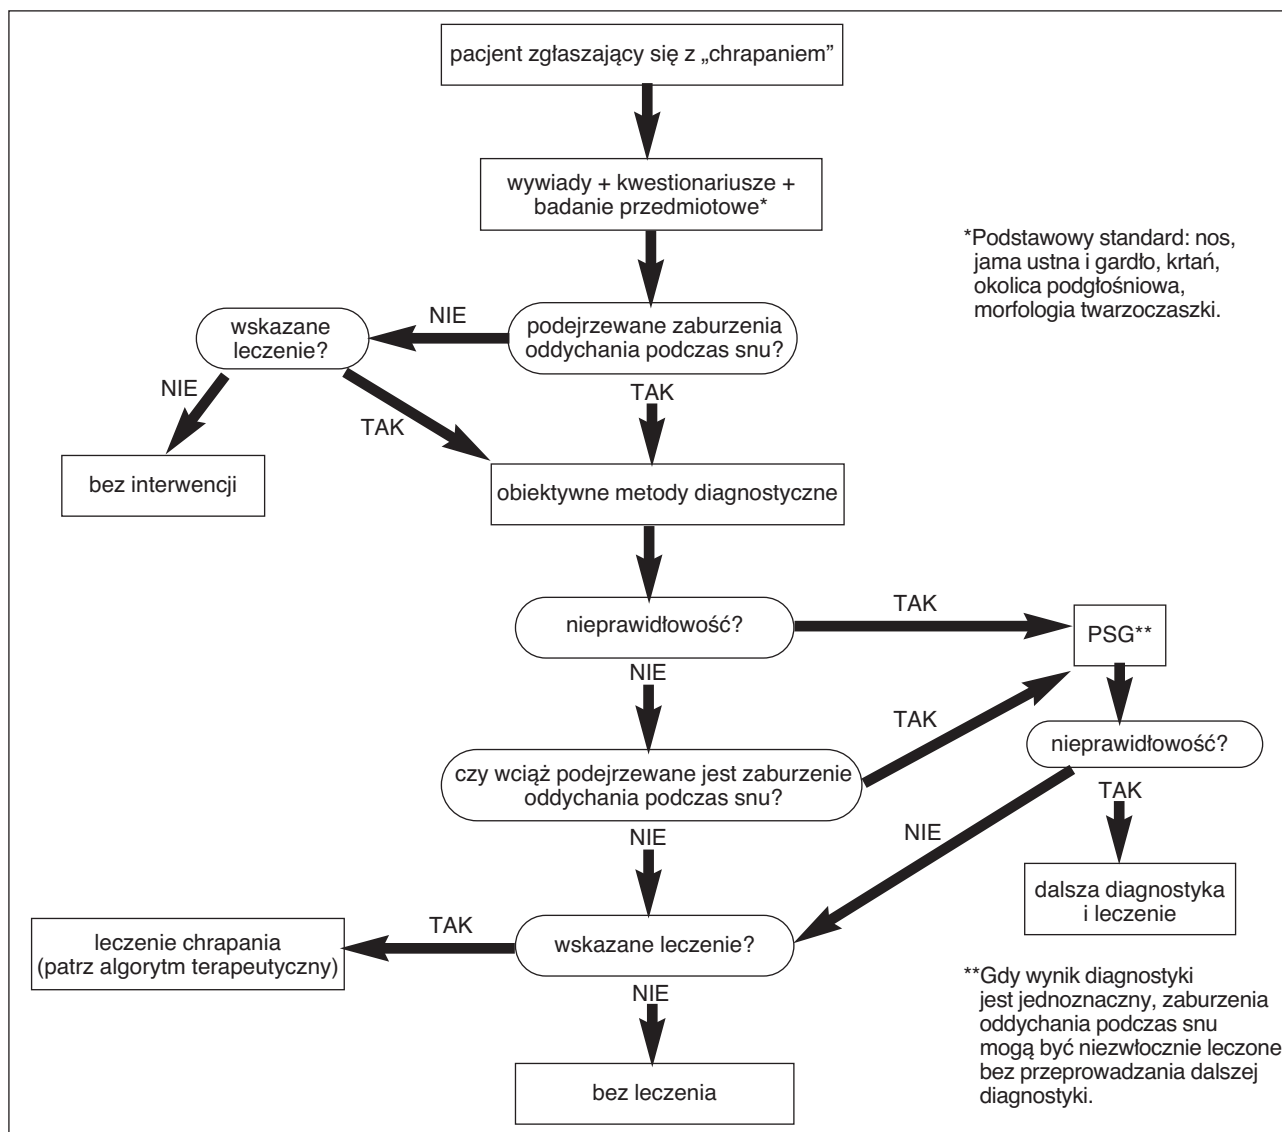 pacjent zgłaszający się z „chrapaniem”
wywiady + kwestionariusze +
badanie przedmiotowe*
*Podstawowy standard: nos,
jama ustna i gardło, krtań,
okolica podgłośniowa,
morfologia twarzoczaszki.
podejrzewane zaburzenia
oddychania podczas snu?
NIE
wskazane
leczenie?
NIE
TAK
TAK
bez interwencji
obiektywne metody diagnostyczne
nieprawidłowość?
TAK
PSG**
NIE
TAK
nieprawidłowość?
czy wciąż podejrzewane jest zaburzenie
oddychania podczas snu?
TAK
NIE
NIE
dalsza diagnostyka
i leczenie
wskazane leczenie?
TAK
leczenie chrapania
(patrz algorytm terapeutyczny)
NIE
bez leczenia
**Gdy wynik diagnostyki
jest jednoznaczny, zaburzenia
oddychania podczas snu
mogą być niezwłocznie leczone
bez przeprowadzania dalszej
diagnostyki.